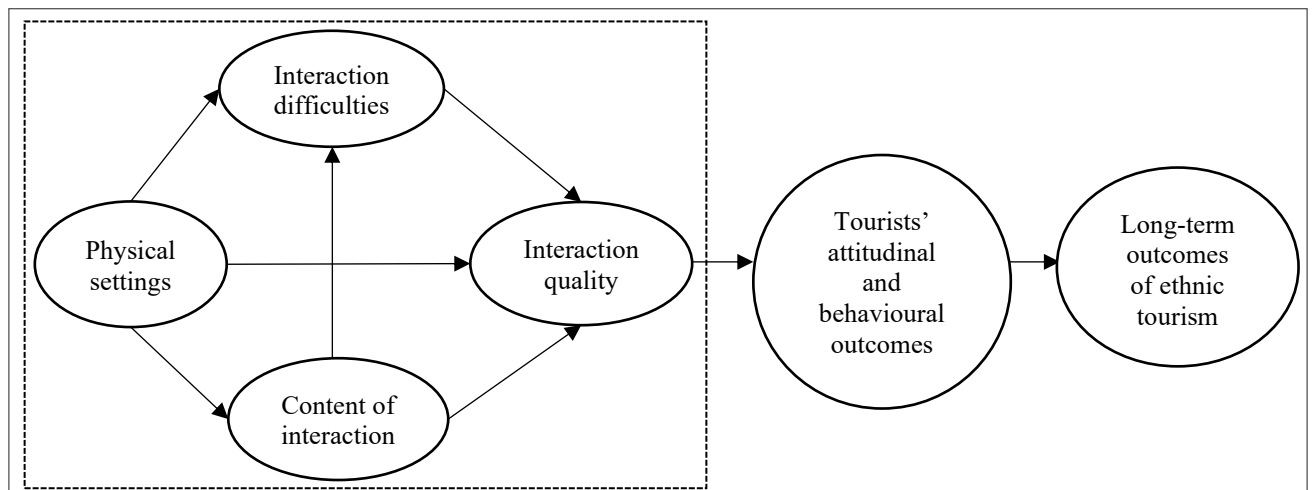 Interaction
difficulties
Physical
settings
Interaction
quality
Content of
interaction
Tourists’
attitudinal
and
behavioural
outcomes
Long-term
outcomes
of ethnic
tourism